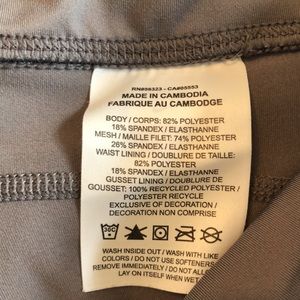 RN#56323 - CA#05553
MADE IN CAMBODIA
FABRIQUE AU CAMBODGE
BODY / CORPS: 82% POLYESTER
18% SPANDEX / ELASTHANNE
MESH / MAILLE FILET: 74% POLYESTER
26% SPANDEX / ELASTHANNE
WAIST LINING / DOUBLURE DE TAILLE:
82% POLYESTER
18% SPANDEX / ELASTHANNE
GUSSET LINING / DOUBLURE DE
GOUSSET: 100% RECYCLED POLYESTER /
POLYESTER RECYCLE
EXCLUSIVE OF DECORATION /
DECORATION NON COMPRISE
30C
WASH INSIDE OUT / WASH WITH LIKE
COLORS / DO NOT USE SOFTENERS
REMOVE IMMEDIATELY / DO NOT ALLOW
LAY ON ITSELF WHEN WET